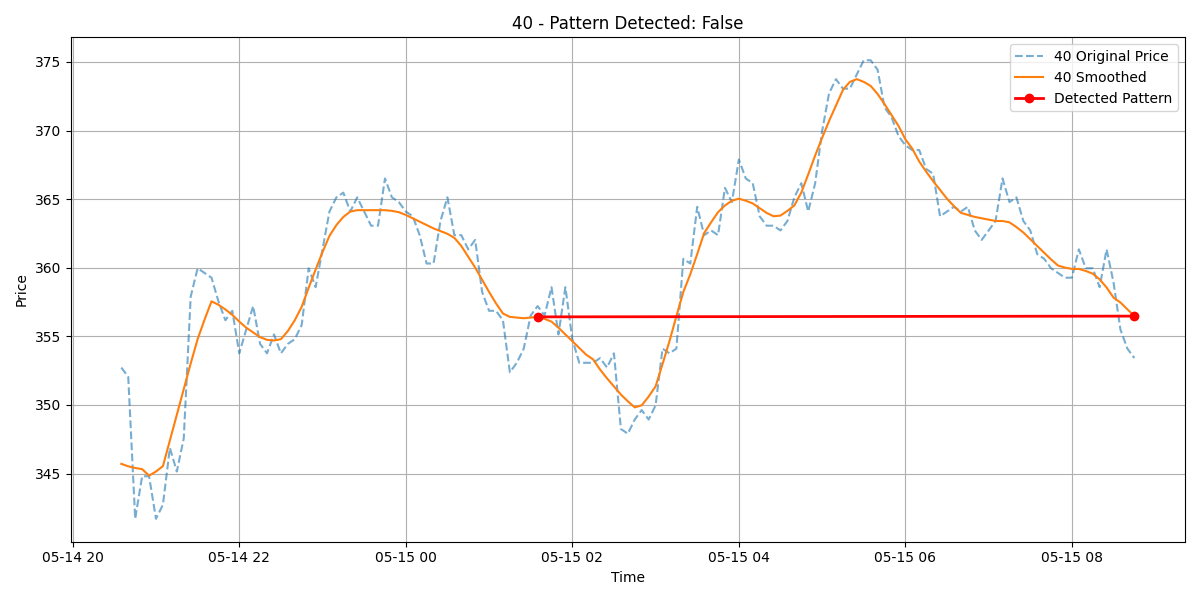 40 - Pattern Detected: False
40 Original Price
40 Smoothed
Detected Pattern
Price
375
370
365
360
355
350
345
05-14 20
05-14 22
05-15 00
05-15 02
05-15 04
05-15 06
05-15 08
Time